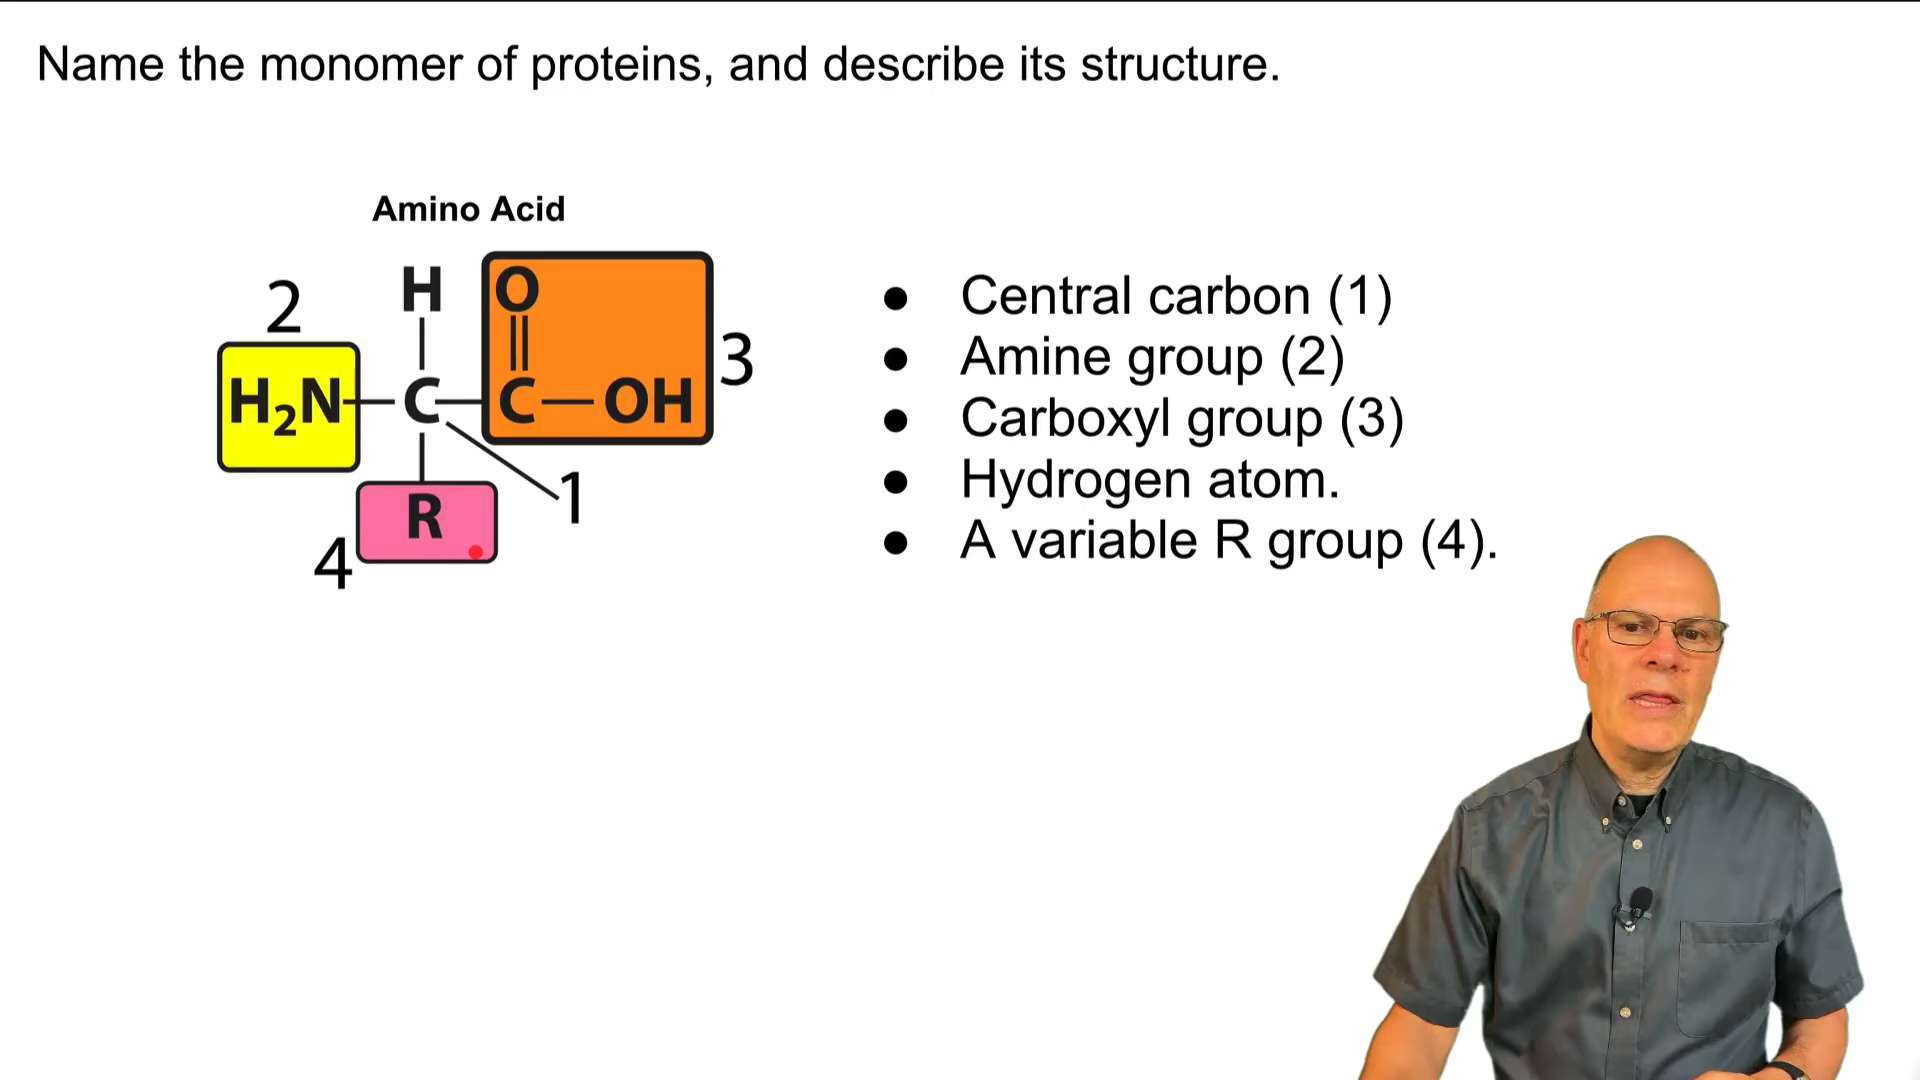 Name the monomer of proteins, and describe its structure.
Amino Acid
2
H
O
3
H₂N
C
C
OH
1
R
4
● Central carbon (1)
● Amine group (2)
● Carboxyl group (3)
● Hydrogen atom.
● A variable R group (4).